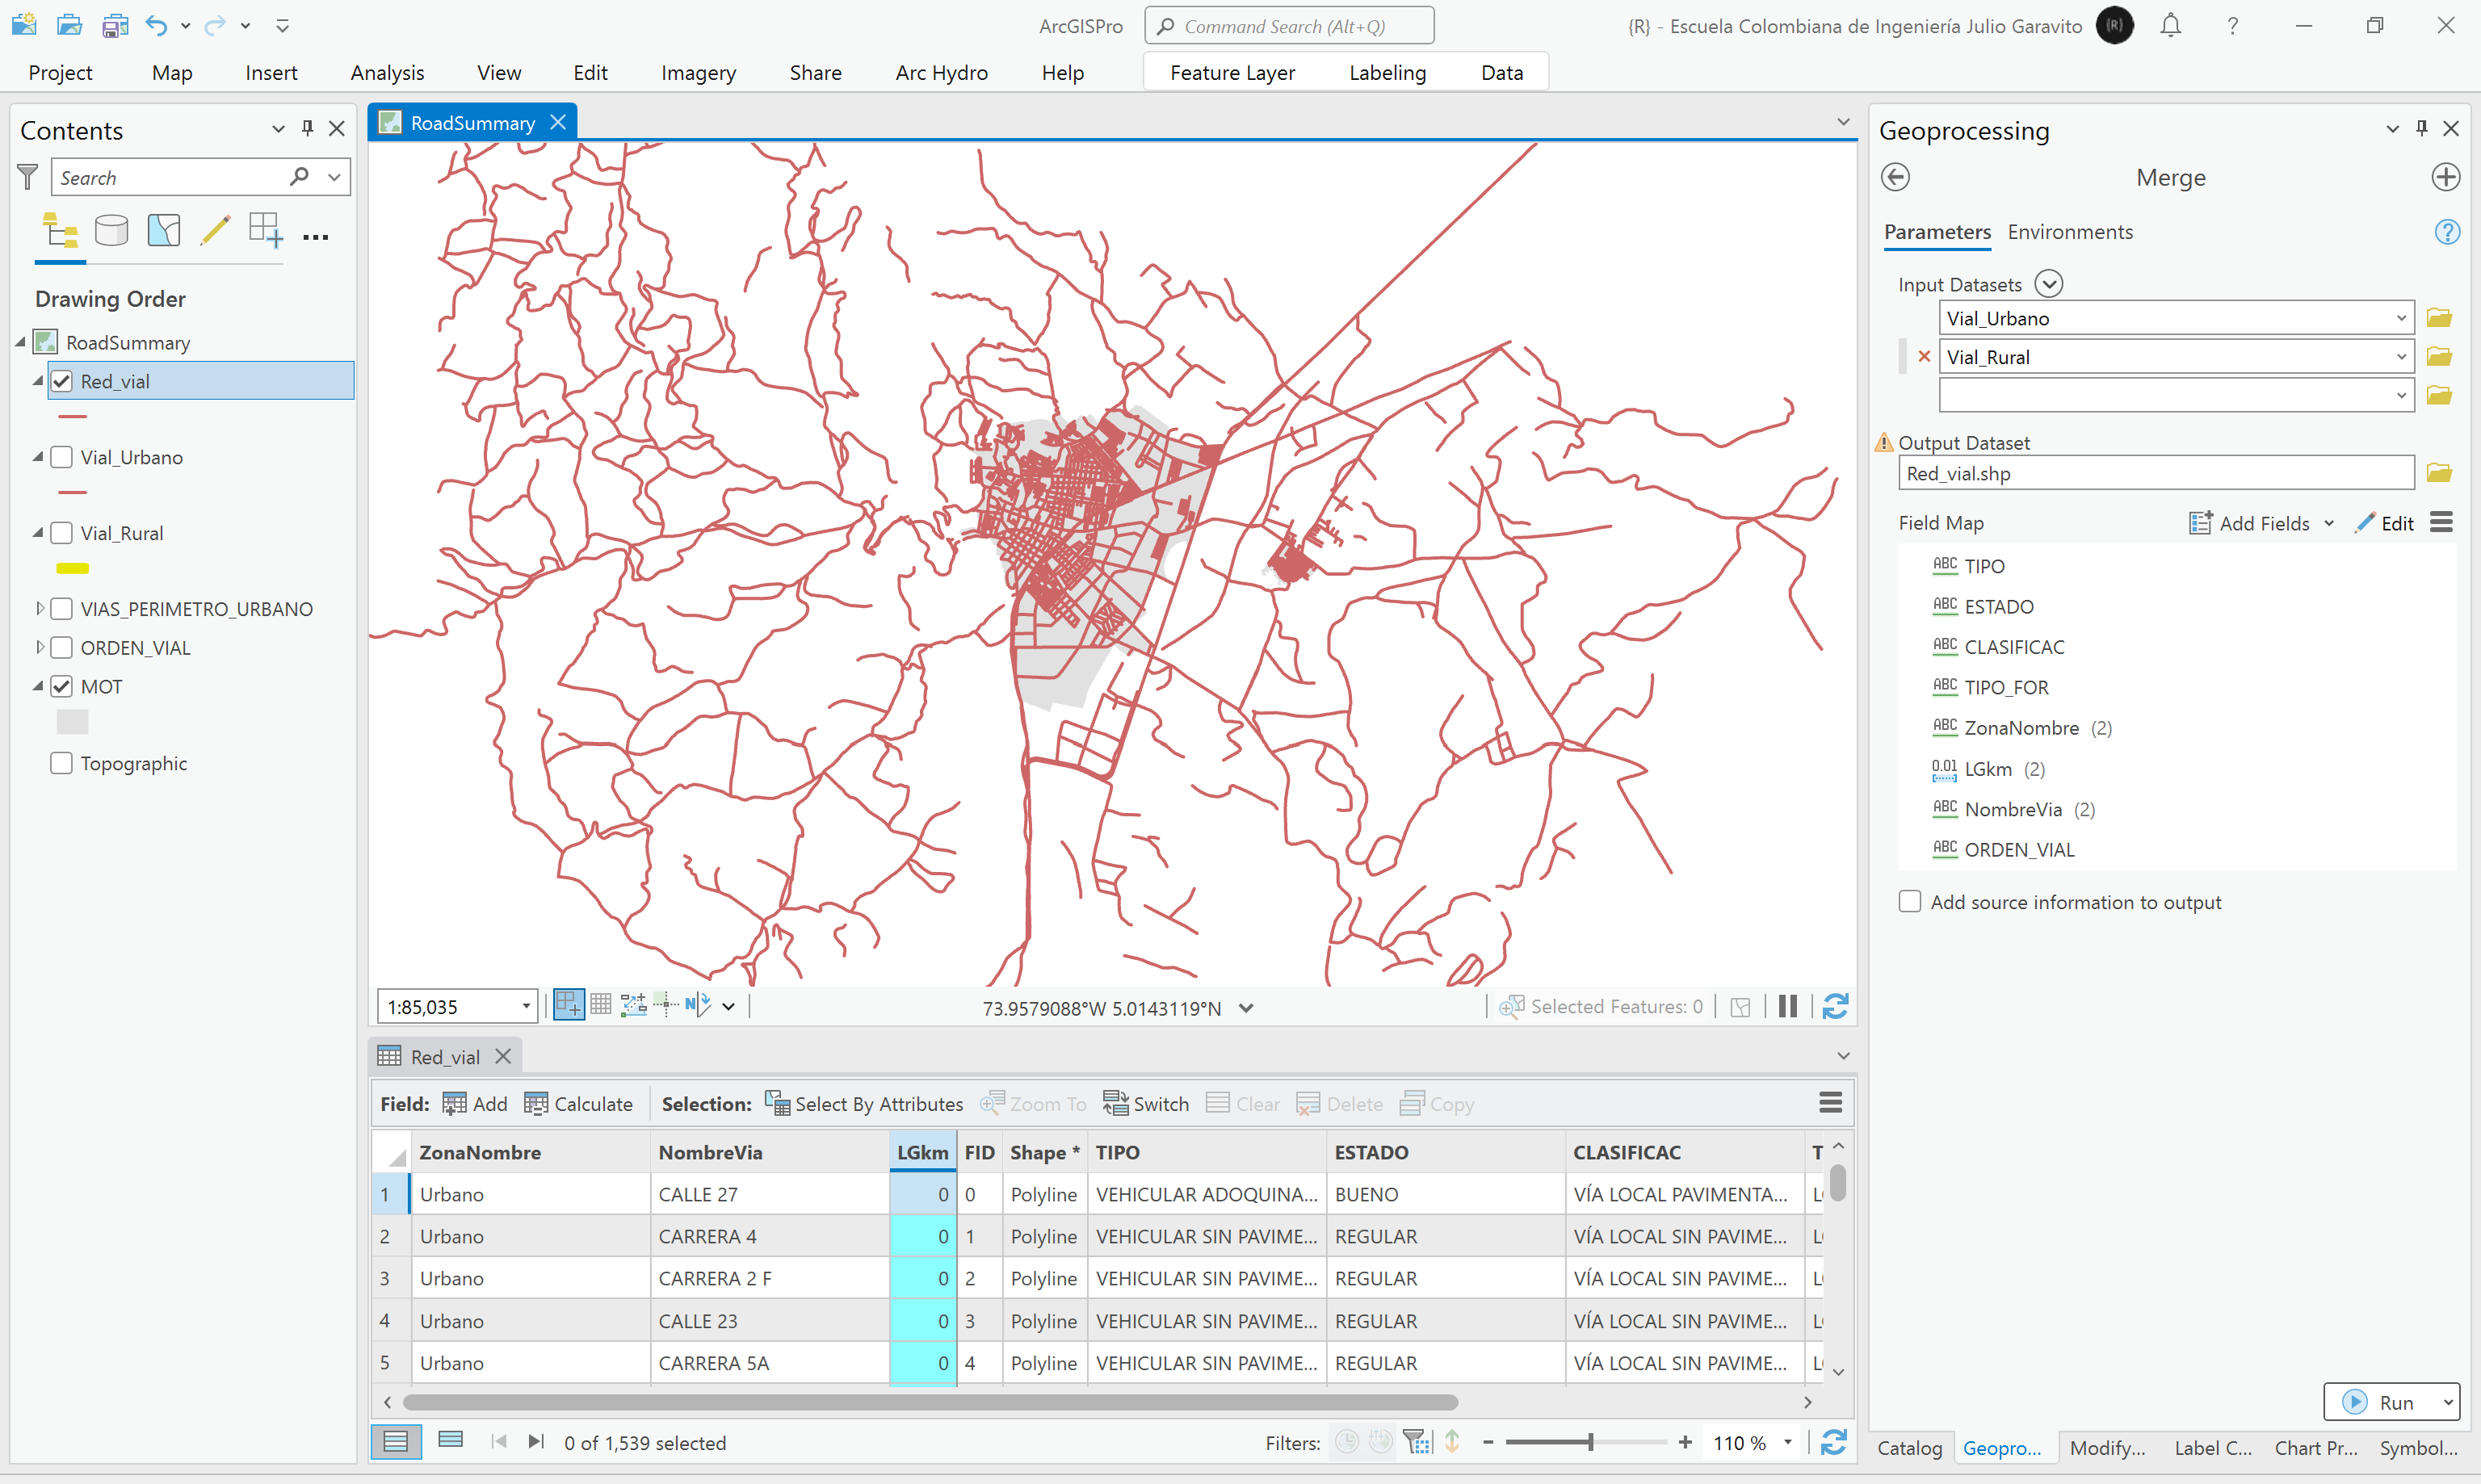 ArcGISPro
Command Search (Alt+Q)
{R} - Escuela Colombiana de Ingeniería Julio Garavito
{R}
?
Project Map Insert Analysis View Edit Imagery Share Arc Hydro Help Feature Layer Labeling Data
Contents
Search
Drawing Order
RoadSummary
Red_vial
Vial_Urbano
Vial_Rural
VIAS_PERIMETRO_URBANO
ORDEN_VIAL
MOT
Topographic
RoadSummary
1:85,035
N
73.9579088°W 5.0143119°N
Selected Features: 0
Red_vial
Field: Add Calculate Selection: Select By Attributes Zoom To Switch Clear Delete Copy
ZonaNombre NombreVia LGkm FID Shape * TIPO ESTADO CLASIFICAC T
1 Urbano CALLE 27 0 0 Polyline VEHICULAR ADOQUINA... BUENO VÍA LOCAL PAVIMENTA...
2 Urbano CARRERA 4 0 1 Polyline VEHICULAR SIN PAVIME... REGULAR VÍA LOCAL SIN PAVIME...
3 Urbano CARRERA 2 F 0 2 Polyline VEHICULAR SIN PAVIME... REGULAR VÍA LOCAL SIN PAVIME...
4 Urbano CALLE 23 0 3 Polyline VEHICULAR SIN PAVIME... REGULAR VÍA LOCAL SIN PAVIME...
5 Urbano CARRERA 5A 0 4 Polyline VEHICULAR SIN PAVIME... REGULAR VÍA LOCAL SIN PAVIME...
0 of 1,539 selected
Filters:
110 %
Geoprocessing
Merge
Parameters Environments
?
Input Datasets
Vial_Urbano
Vial_Rural
Output Dataset
Red_vial.shp
Field Map Add Fields Edit
ABC TIPO
ABC ESTADO
ABC CLASIFICAC
ABC TIPO_FOR
ABC ZonaNombre (2)
0.01 LGkm (2)
ABC NombreVia (2)
ABC ORDEN_VIAL
Add source information to output
Run
Catalog Geopro... Modify... Label C... Chart Pr... Symbol...